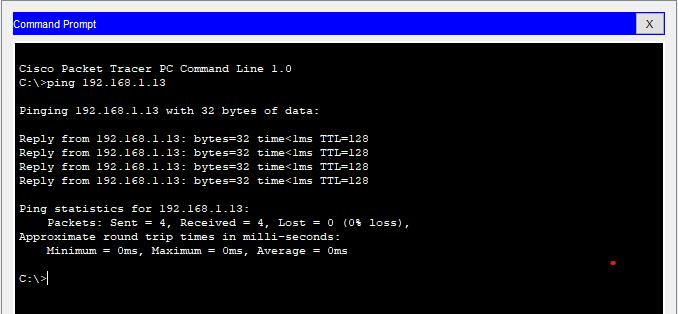 Command Prompt
X
Cisco Packet Tracer PC Command Line 1.0
C:\>ping 192.168.1.13
Pinging 192.168.1.13 with 32 bytes of data:
Reply from 192.168.1.13: bytes=32 time<1ms TTL=128
Reply from 192.168.1.13: bytes=32 time<1ms TTL=128
Reply from 192.168.1.13: bytes=32 time<1ms TTL=128
Reply from 192.168.1.13: bytes=32 time<1ms TTL=128
Ping statistics for 192.168.1.13:
Packets: Sent = 4, Received = 4, Lost = 0 (0% loss),
Approximate round trip times in milli-seconds:
Minimum = 0ms, Maximum = 0ms, Average = 0ms
C:\>